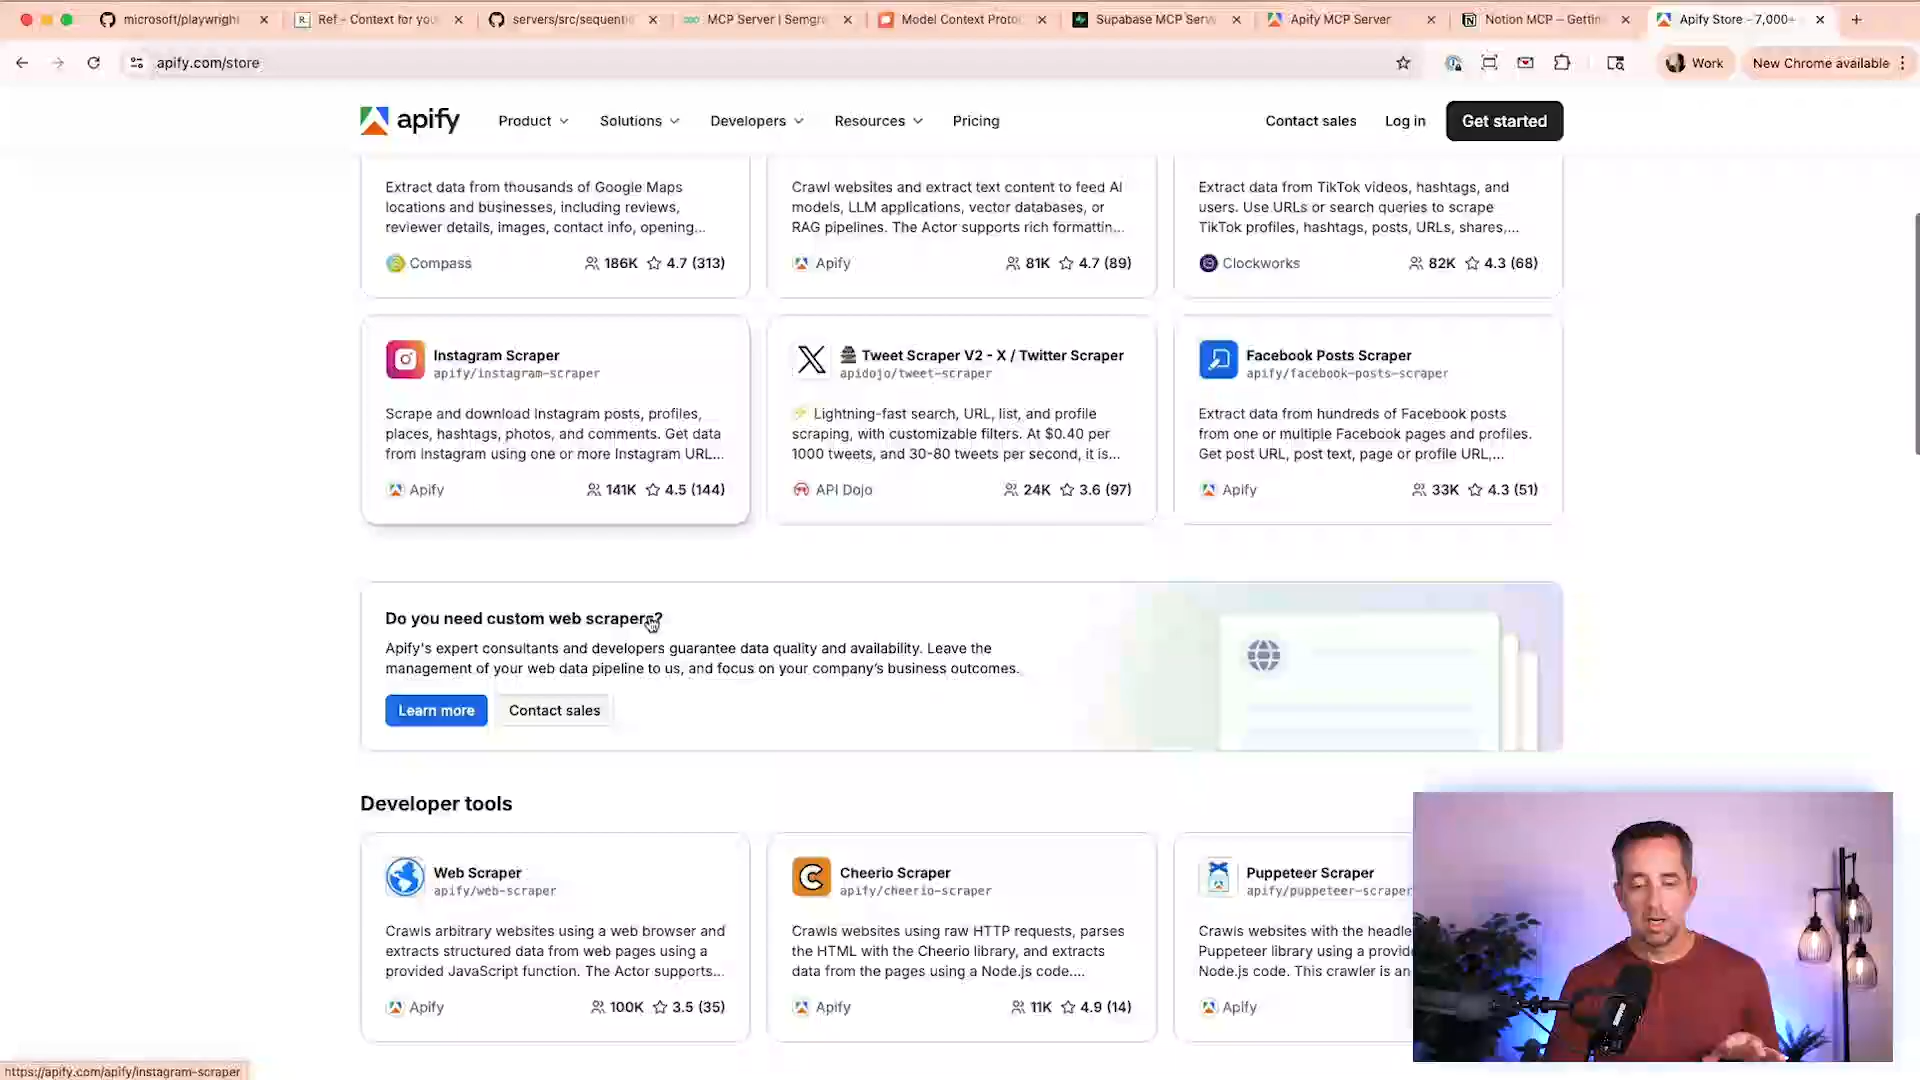 microsoft/playwrigh
Ref - Context for you
servers/src/sequenti
MCP Server | Semgr
Model Context Proto
Supabase MCP Serv
Apify MCP Server
Notion MCP – Gettin
Apify Store - 7,000+
apify.com/store
Work
New Chrome available
apify
Product
Solutions
Developers
Resources
Pricing
Contact sales
Log in
Get started
Extract data from thousands of Google Maps
locations and businesses, including reviews,
reviewer details, images, contact info, opening...
Compass
186K
4.7 (313)
Crawl websites and extract text content to feed AI
models, LLM applications, vector databases, or
RAG pipelines. The Actor supports rich formattin...
Apify
81K
4.7 (89)
Extract data from TikTok videos, hashtags, and
users. Use URLs or search queries to scrape
TikTok profiles, hashtags, posts, URLs, shares,...
Clockworks
82K
4.3 (68)
Instagram Scraper
apify/instagram-scraper
Scrape and download Instagram posts, profiles,
places, hashtags, photos, and comments. Get data
from Instagram using one or more Instagram URL...
Apify
141K
4.5 (144)
Tweet Scraper V2 - X / Twitter Scraper
apidojo/tweet-scraper
Lightning-fast search, URL, list, and profile
scraping, with customizable filters. At $0.40 per
1000 tweets, and 30-80 tweets per second, it is...
API Dojo
24K
3.6 (97)
Facebook Posts Scraper
apify/facebook-posts-scraper
Extract data from hundreds of Facebook posts
from one or multiple Facebook pages and profiles.
Get post URL, post text, page or profile URL,...
Apify
33K
4.3 (51)
Do you need custom web scrapers?
Apify's expert consultants and developers guarantee data quality and availability. Leave the
management of your web data pipeline to us, and focus on your company's business outcomes.
Learn more
Contact sales
Developer tools
Web Scraper
apify/web-scraper
Crawls arbitrary websites using a web browser and
extracts structured data from web pages using a
provided JavaScript function. The Actor supports...
Apify
100K
3.5 (35)
Cheerio Scraper
apify/cheerio-scraper
Crawls websites using raw HTTP requests, parses
the HTML with the Cheerio library, and extracts
data from the pages using a Node.js code....
Apify
11K
4.9 (14)
Puppeteer Scraper
apify/puppeteer-scraper
Crawls websites with the headle
Puppeteer library using a provid
Node.js code. This crawler is an
Apify
https://apify.com/apify/instagram-scraper